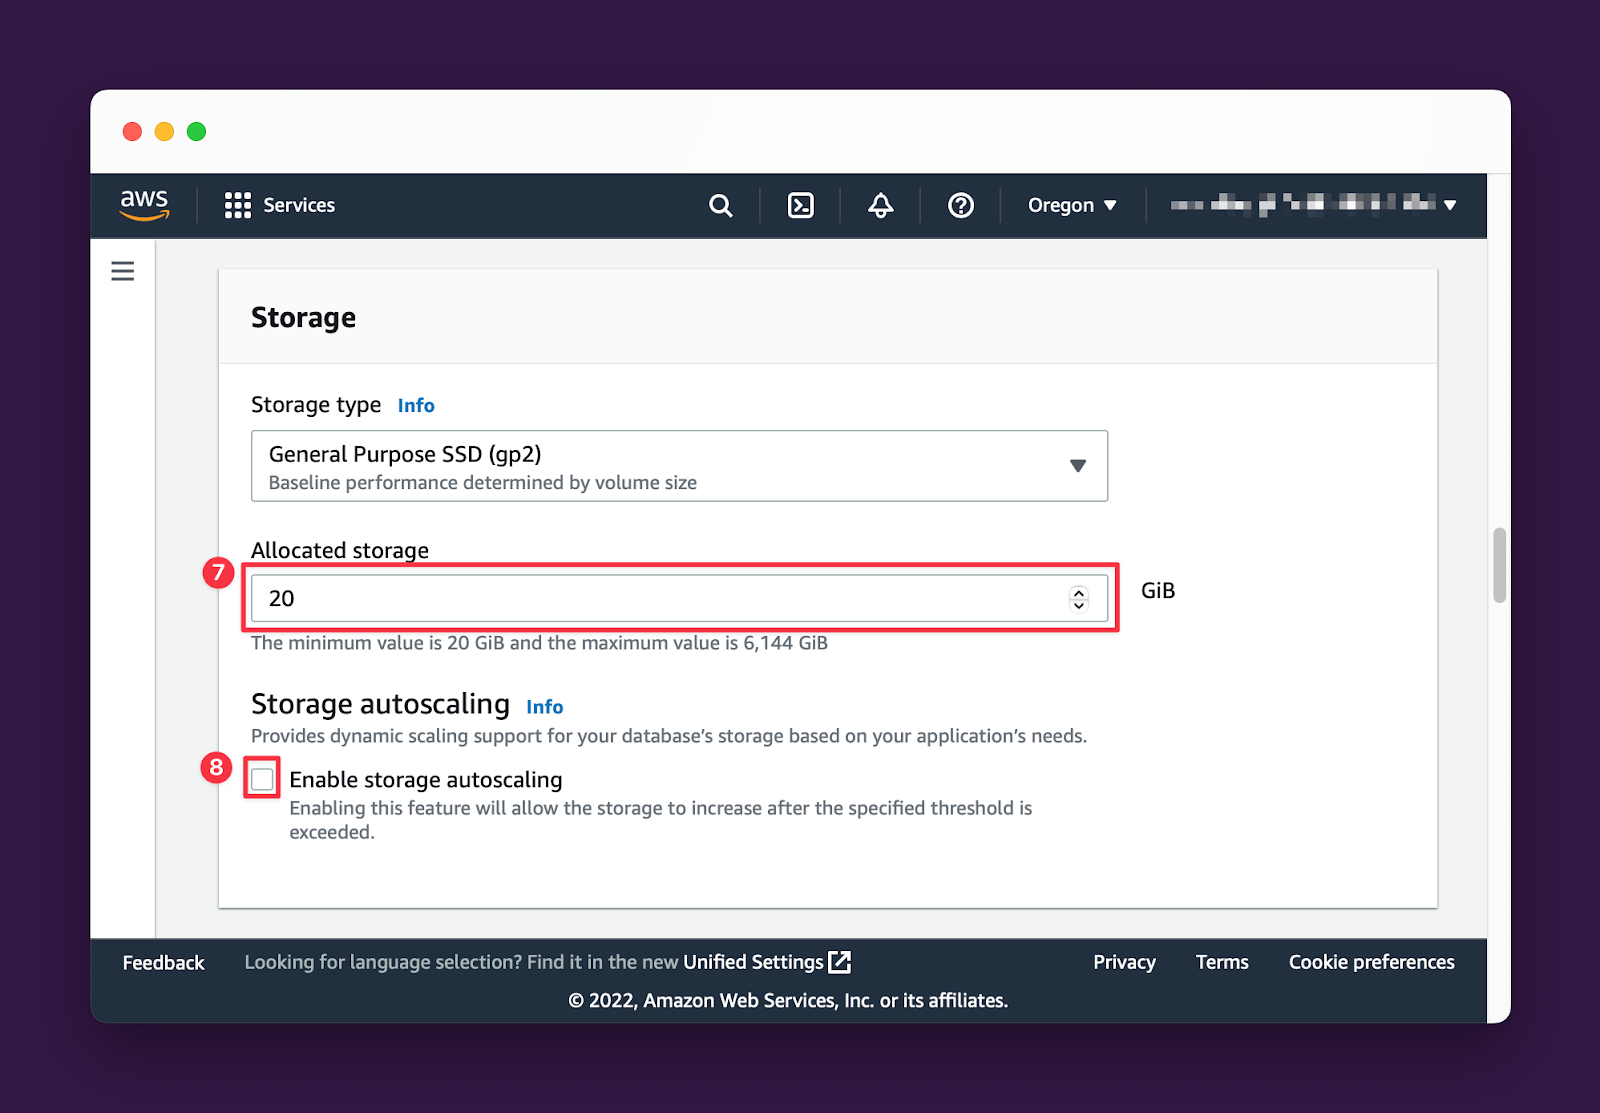 aws
Services
Oregon
Storage
Storage type Info
General Purpose SSD (gp2)
Baseline performance determined by volume size
Allocated storage
7
20
GiB
The minimum value is 20 GiB and the maximum value is 6,144 GiB
Storage autoscaling Info
Provides dynamic scaling support for your database’s storage based on your application’s needs.
8
Enable storage autoscaling
Enabling this feature will allow the storage to increase after the specified threshold is
exceeded.
Feedback
Looking for language selection? Find it in the new Unified Settings
Privacy
Terms
Cookie preferences
© 2022, Amazon Web Services, Inc. or its affiliates.